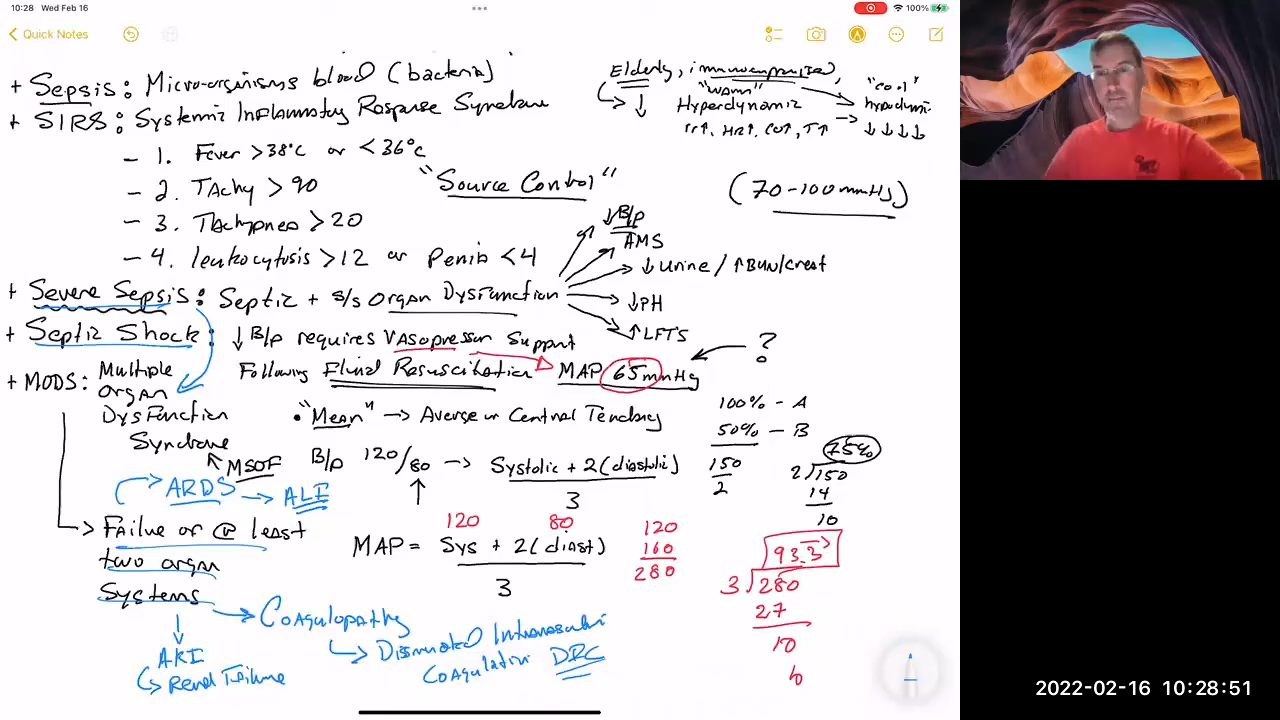 10:28 Wed Feb 16
100%
Quick Notes
+ Sepsis: Micro-organisms blood (bacteria)
+ SIRS: Systemic Inflammatory Response Syndrome
- 1. Fever >38°C or <36°C
- 2. TAchy > 90
- 3. Tachypnea > 20
- 4. leukocytosis >12 or penia <4
Elderly, immunocompromised
"WARM"
Hyperdynamic
HR↑, CO↑, T↑
"Cool"
hypodynamic
↓↓↓↓
"Source Control"
(70-100 mmHg)
+ Severe Sepsis: Septic + s/s Organ DysFunction
↓ B/p
AMS
↓ Urine / ↑ BUN/creat
↓ PH
↑ LFTS
+ Septic Shock: ↓ B/p requires VASopressor Support
Following Fluid Resuscitation MAP 65 mmHg
?
+ MODS: Multiple
Organ
DysFunction
Syndrome
MSOF
ARDS → ALI
• "Mean" → Average or Central Tendency
B/p 120/80 → Systolic + 2(diastolic)
3
120 80
MAP = Sys + 2(diast)
3
120
160
280
100% - A
50% - B
150
2
75%
2 150
14
10
93.3
3 280
27
10
Failure of @ least
two organ
Systems
AKI
Renal Failure
Coagulopathy
Disseminated Intravascular
Coagulation DIC
2022-02-16 10:28:51